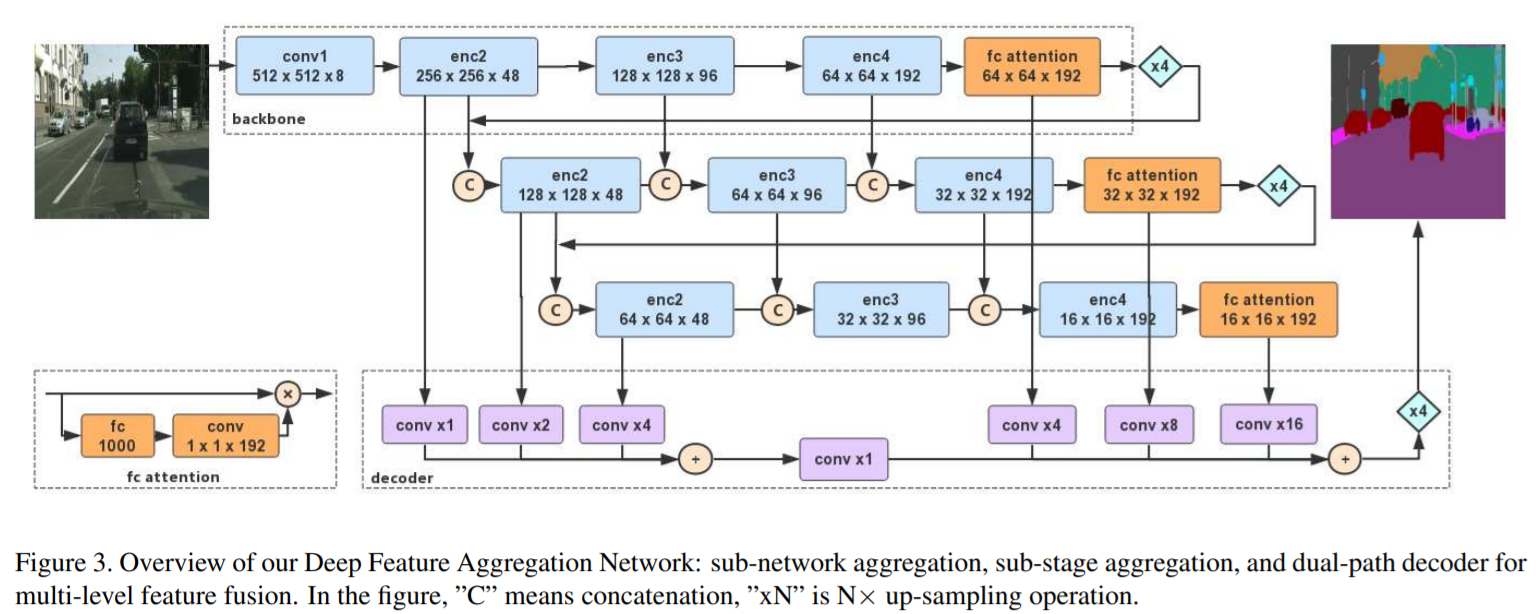 conv1
512 x 512 x 8
enc2
256 x 256 x 48
enc3
128 x 128 x 96
enc4
64 x 64 x 192
fc attention
64 x 64 x 192
x4
backbone
C
enc2
128 x 128 x 48
C
enc3
64 x 64 x 96
C
enc4
32 x 32 x 192
fc attention
32 x 32 x 192
x4
C
enc2
64 x 64 x 48
C
enc3
32 x 32 x 96
C
enc4
16 x 16 x 192
fc attention
16 x 16 x 192
fc
1000
conv
1 x 1 x 192
×
fc attention
conv x1
conv x2
conv x4
conv x4
conv x8
conv x16
x4
+
conv x1
+
decoder
Figure 3. Overview of our Deep Feature Aggregation Network: sub-network aggregation, sub-stage aggregation, and dual-path decoder for
multi-level feature fusion. In the figure, ”C” means concatenation, ”xN” is N× up-sampling operation.